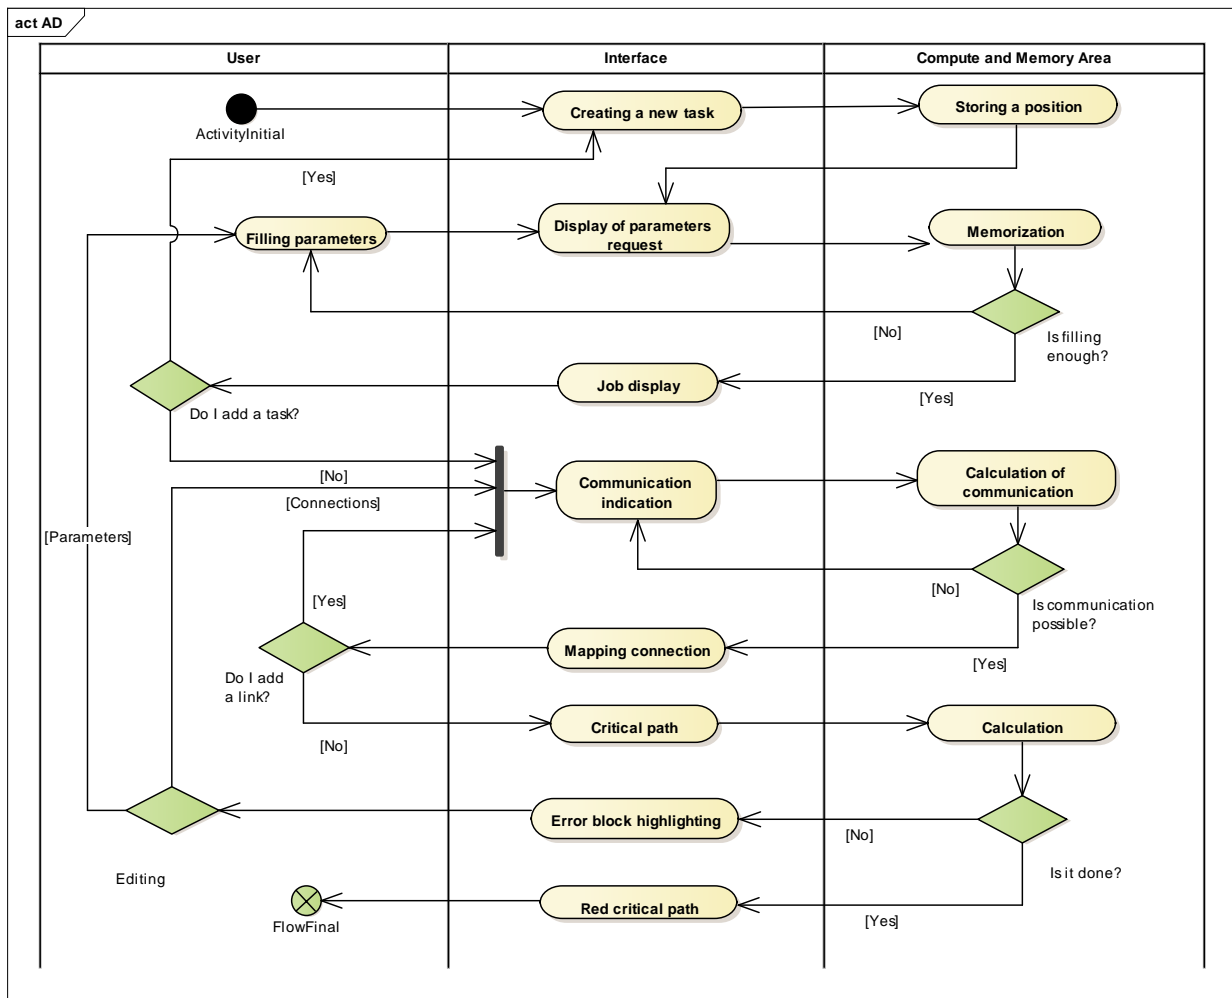 act AD
User
Interface
Compute and Memory Area
ActivityInitial
Creating a new task
Storing a position
[Yes]
Filling parameters
Display of parameters
request
Memorization
[No]
Is filling
enough?
Job display
[Yes]
Do I add a task?
[No]
[Connections]
Communication
indication
Calculation of
communication
[Parameters]
[No]
[Yes]
Is communication
possible?
Mapping connection
[Yes]
Do I add
a link?
[No]
Critical path
Calculation
Error block highlighting
[No]
Is it done?
Editing
Red critical path
[Yes]
FlowFinal